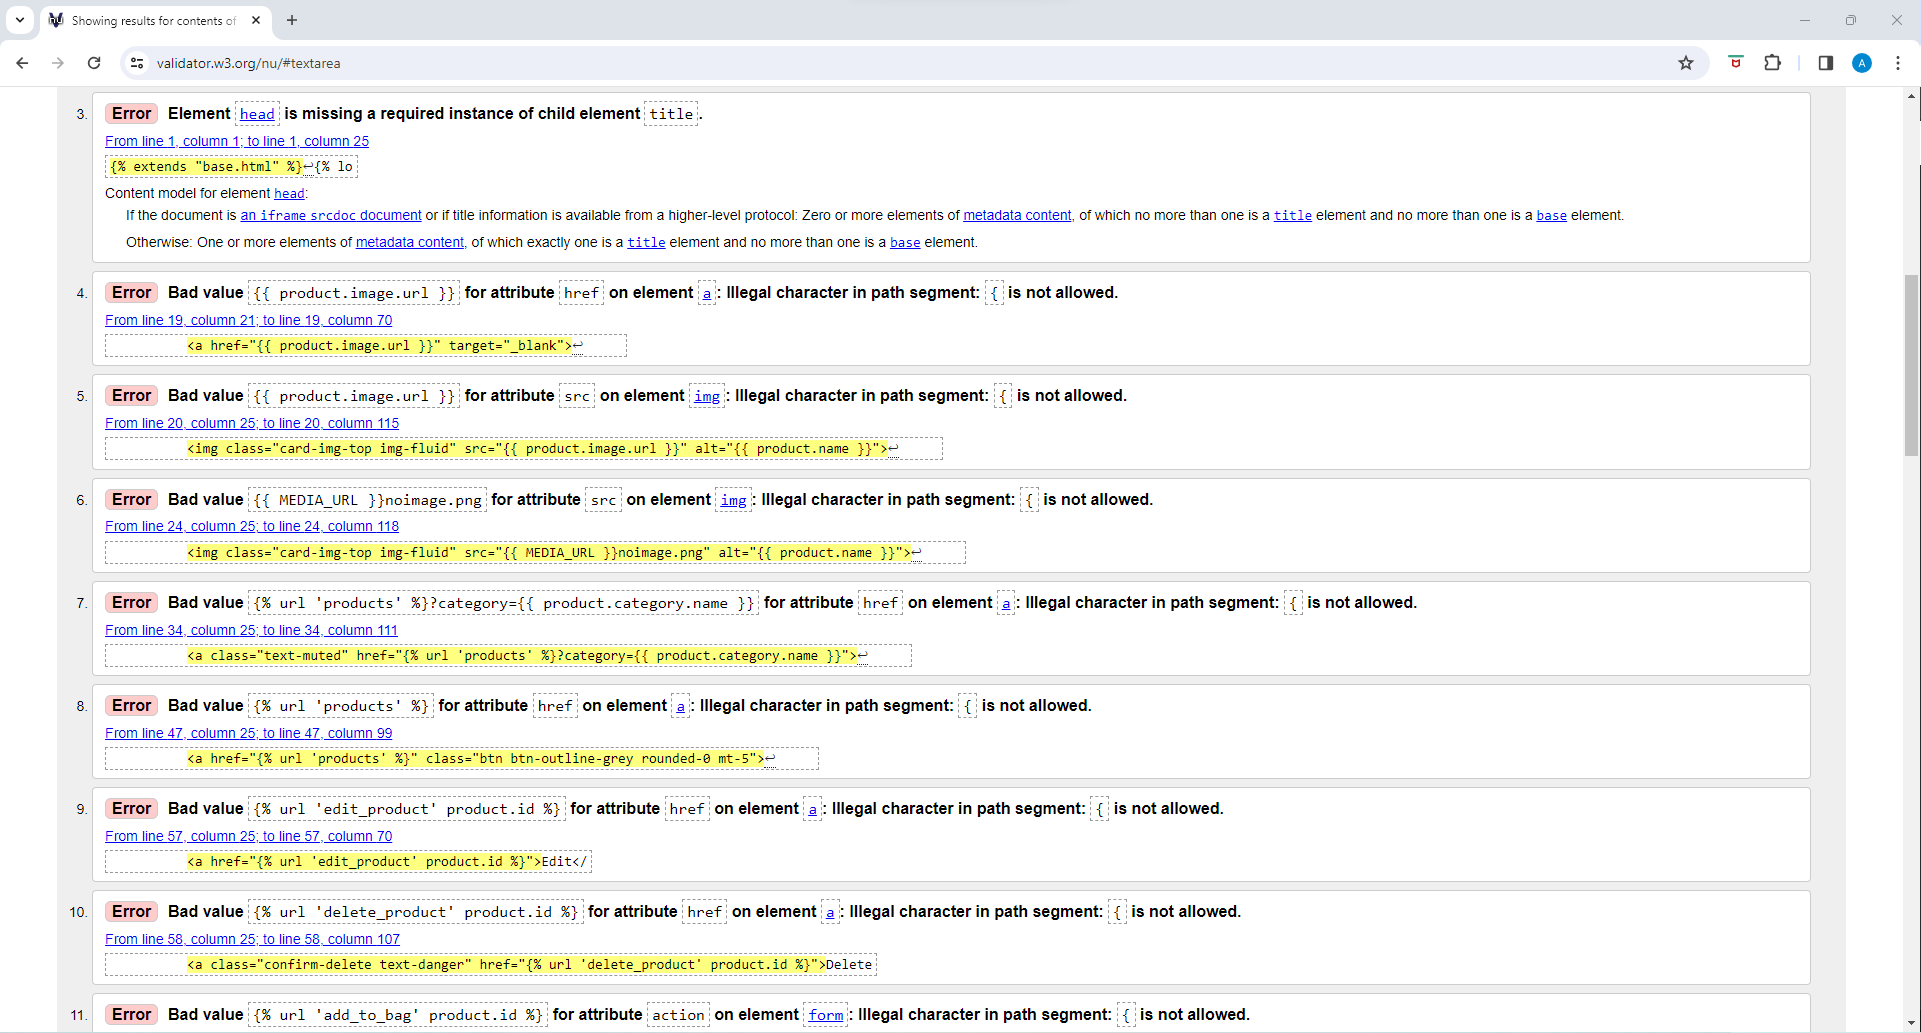 Showing results for contents of
validator.w3.org/nu/#textarea
A
3. Error Element head is missing a required instance of child element title.
From line 1, column 1; to line 1, column 25
{% extends "base.html" %}↩{% lo
Content model for element head:
If the document is an iframe srcdoc document or if title information is available from a higher-level protocol: Zero or more elements of metadata content, of which no more than one is a title element and no more than one is a base element.
Otherwise: One or more elements of metadata content, of which exactly one is a title element and no more than one is a base element.
4. Error Bad value {{ product.image.url }} for attribute href on element a: Illegal character in path segment: { is not allowed.
From line 19, column 21; to line 19, column 70
<a href="{{ product.image.url }}" target="_blank">↩
5. Error Bad value {{ product.image.url }} for attribute src on element img: Illegal character in path segment: { is not allowed.
From line 20, column 25; to line 20, column 115
<img class="card-img-top img-fluid" src="{{ product.image.url }}" alt="{{ product.name }}">↩
6. Error Bad value {{ MEDIA_URL }}noimage.png for attribute src on element img: Illegal character in path segment: { is not allowed.
From line 24, column 25; to line 24, column 118
<img class="card-img-top img-fluid" src="{{ MEDIA_URL }}noimage.png" alt="{{ product.name }}">↩
7. Error Bad value {% url 'products' %}?category={{ product.category.name }} for attribute href on element a: Illegal character in path segment: { is not allowed.
From line 34, column 25; to line 34, column 111
<a class="text-muted" href="{% url 'products' %}?category={{ product.category.name }}">↩
8. Error Bad value {% url 'products' %} for attribute href on element a: Illegal character in path segment: { is not allowed.
From line 47, column 25; to line 47, column 99
<a href="{% url 'products' %}" class="btn btn-outline-grey rounded-0 mt-5">↩
9. Error Bad value {% url 'edit_product' product.id %} for attribute href on element a: Illegal character in path segment: { is not allowed.
From line 57, column 25; to line 57, column 70
<a href="{% url 'edit_product' product.id %}">Edit</
10. Error Bad value {% url 'delete_product' product.id %} for attribute href on element a: Illegal character in path segment: { is not allowed.
From line 58, column 25; to line 58, column 107
<a class="confirm-delete text-danger" href="{% url 'delete_product' product.id %}">Delete
11. Error Bad value {% url 'add_to_bag' product.id %} for attribute action on element form: Illegal character in path segment: { is not allowed.